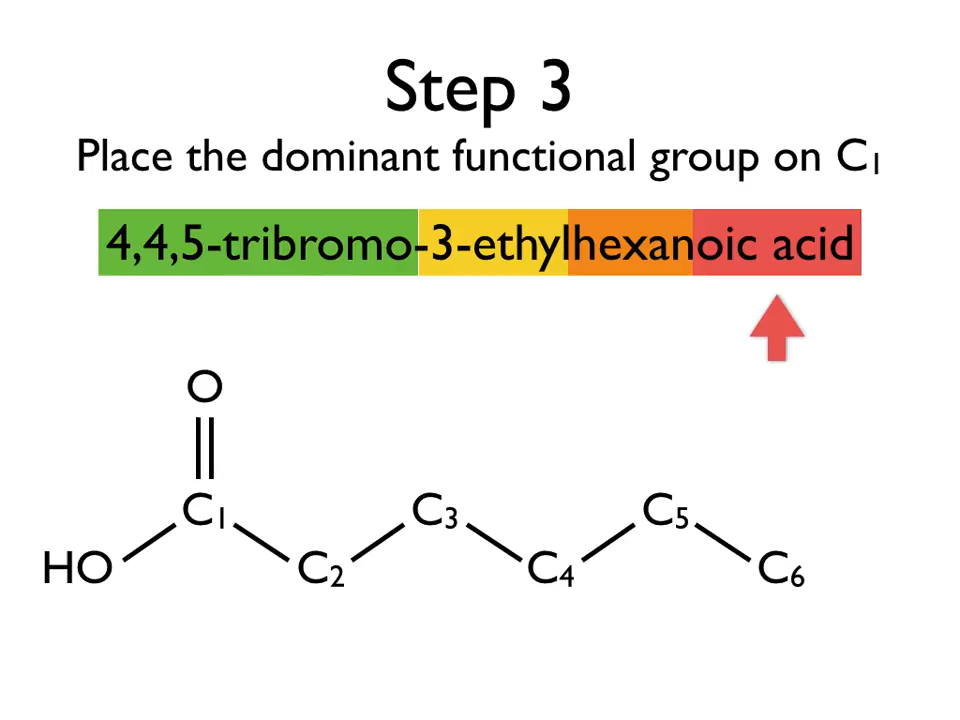 Step 3
Place the dominant functional group on C₁
4,4,5-tribromo-3-ethylhexanoic acid
O
C₁ C₃ C₅
HO C₂ C₄ C₆